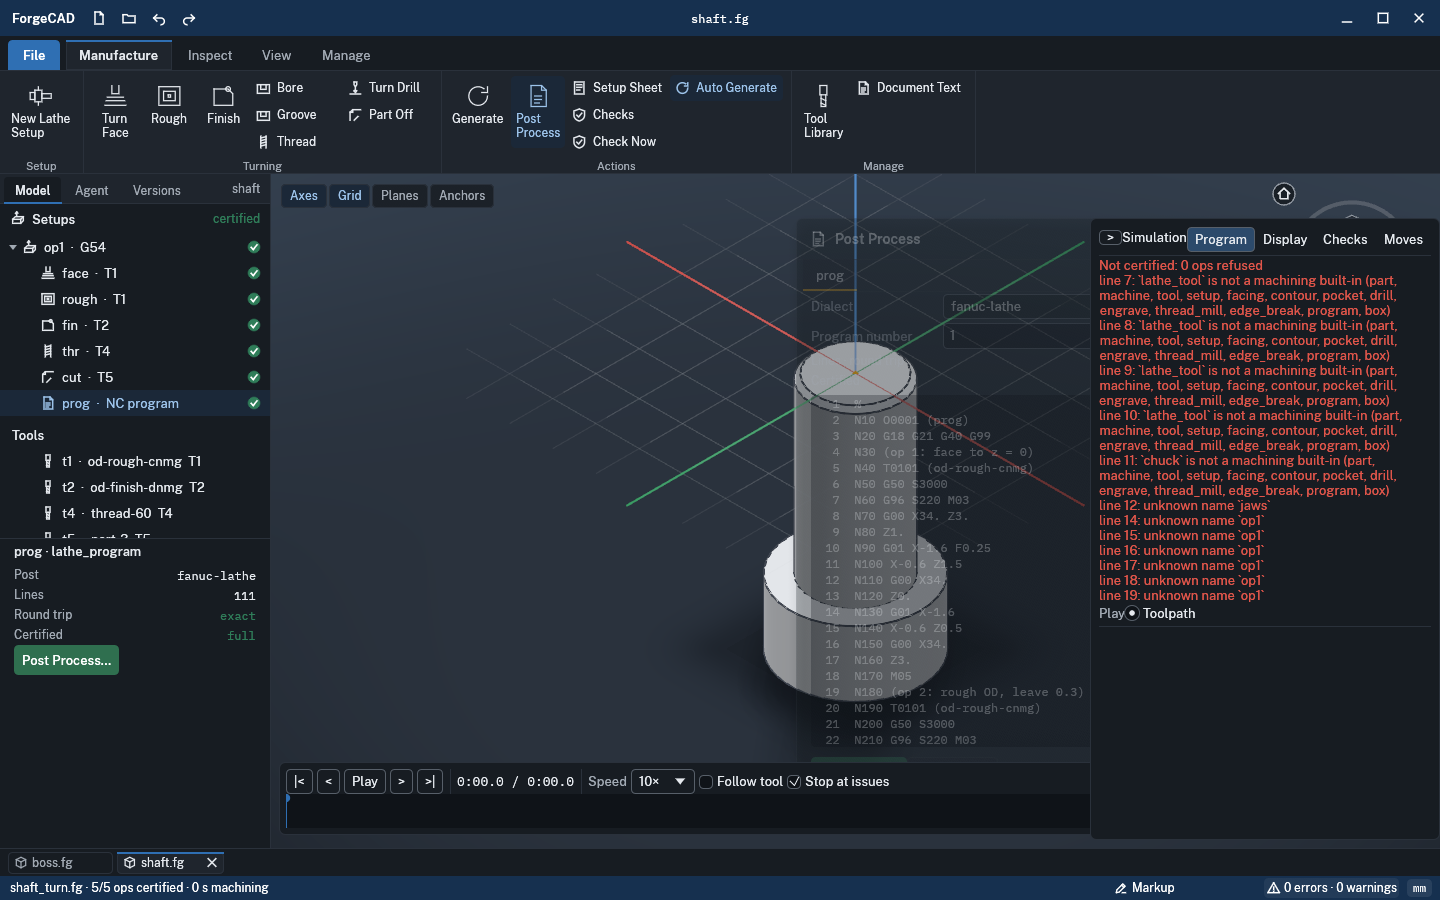 ForgeCAD
shaft.fg
File
Manufacture
Inspect
View
Manage
New Lathe
Setup
Turn
Face
Rough
Finish
Bore
Groove
Thread
Turn Drill
Part Off
Generate
Post
Process
Setup Sheet
Checks
Check Now
Auto Generate
Tool
Library
Document Text
Setup
Turning
Actions
Manage
Model
Agent
Versions
shaft
Setups
certified
op1 · G54
face · T1
rough · T1
fin · T2
thr · T4
cut · T5
prog · NC program
Tools
t1 · od-rough-cnmg T1
t2 · od-finish-dnmg T2
t4 · thread-60 T4
prog · lathe_program
Post fanuc-lathe
Lines 111
Round trip exact
Certified full
Post Process...
Axes
Grid
Planes
Anchors
Post Process
prog
Dialect fanuc-lathe
Program number 1
1 %
2 N10 O0001 (prog)
3 N20 G18 G21 G40 G99
4 N30 (op 1: face to z = 0)
5 N40 T0101 (od-rough-cnmg)
6 N50 G50 S3000
7 N60 G96 S220 M03
8 N70 G00 X34. Z3.
9 N80 Z1.
10 N90 G01 X-1.6 F0.25
11 N100 X-0.6 Z1.5
12 N110 G00 X34.
13 N120 Z0.
14 N130 G01 X-1.6
15 N140 X-0.6 Z0.5
16 N150 G00 X34.
17 N160 Z3.
18 N170 M05
19 N180 (op 2: rough OD, leave 0.3)
20 N190 T0101 (od-rough-cnmg)
21 N200 G50 S3000
22 N210 G96 S220 M03
> Simulation
Program
Display
Checks
Moves
Not certified: 0 ops refused
line 7: `lathe_tool` is not a machining built-in (part,
machine, tool, setup, facing, contour, pocket, drill,
engrave, thread_mill, edge_break, program, box)
line 8: `lathe_tool` is not a machining built-in (part,
machine, tool, setup, facing, contour, pocket, drill,
engrave, thread_mill, edge_break, program, box)
line 9: `lathe_tool` is not a machining built-in (part,
machine, tool, setup, facing, contour, pocket, drill,
engrave, thread_mill, edge_break, program, box)
line 10: `lathe_tool` is not a machining built-in (part,
machine, tool, setup, facing, contour, pocket, drill,
engrave, thread_mill, edge_break, program, box)
line 11: `chuck` is not a machining built-in (part,
machine, tool, setup, facing, contour, pocket, drill,
engrave, thread_mill, edge_break, program, box)
line 12: unknown name `jaws`
line 14: unknown name `op1`
line 15: unknown name `op1`
line 16: unknown name `op1`
line 17: unknown name `op1`
line 18: unknown name `op1`
line 19: unknown name `op1`
Play Toolpath
|<
<
Play
>
>|
0:00.0 / 0:00.0
Speed
10×
Follow tool
Stop at issues
boss.fg
shaft.fg
shaft_turn.fg · 5/5 ops certified · 0 s machining
Markup
0 errors · 0 warnings
mm